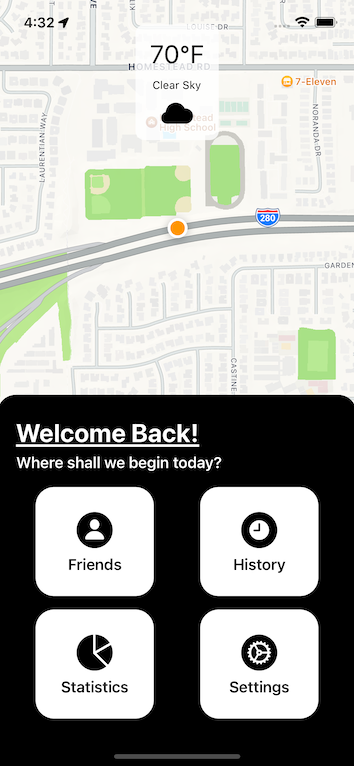 4:32
LOUISE DR
70°F
HOMESTEAD RD
Clear Sky
7-Eleven
High School
LAURENTIAN WAY
NORANDA DR
280
GARDEN
CASTINE
Welcome Back!
Where shall we begin today?
Friends
History
Statistics
Settings